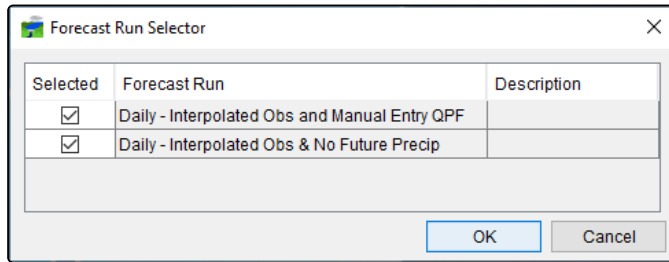 Forecast Run Selector
Selected Forecast Run Description
Daily - Interpolated Obs and Manual Entry QPF
Daily - Interpolated Obs & No Future Precip
OK Cancel